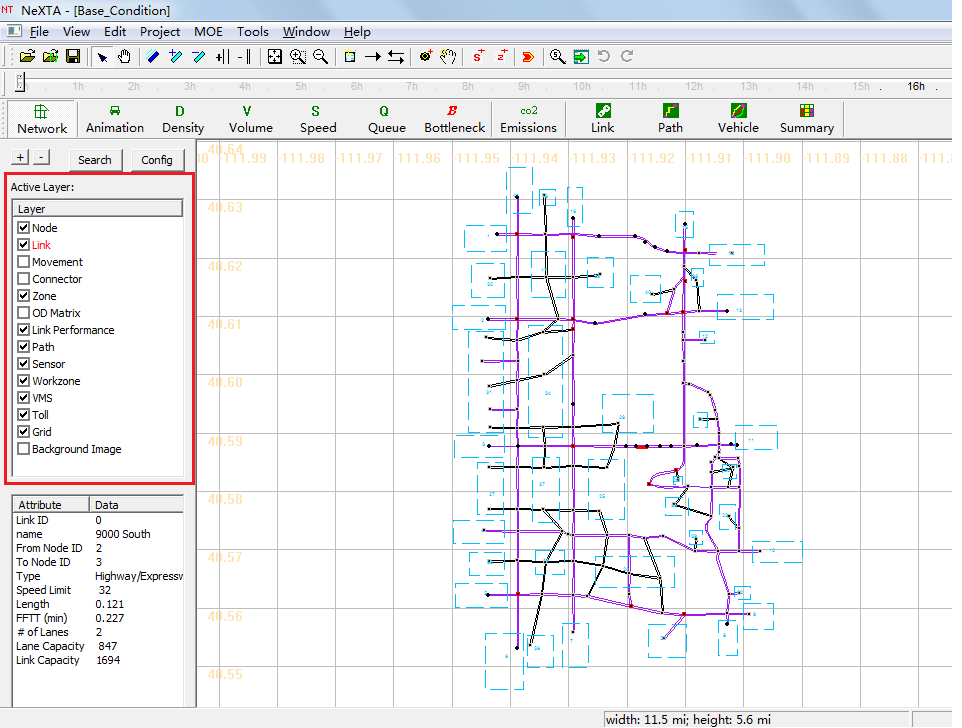 NeXTA - [Base_Condition]
File View Edit Project MOE Tools Window Help
1h 2h 3h 4h 5h 6h 7h 8h 9h 10h 11h 12h 13h 14h 15h 16h
Network Animation Density Volume Speed Queue Bottleneck Emissions Link Path Vehicle Summary
+ - Search Config
Active Layer:
Layer
Node
Link
Movement
Connector
Zone
OD Matrix
Link Performance
Path
Sensor
Workzone
VMS
Toll
Grid
Background Image
Attribute Data
Link ID 0
name 9000 South
From Node ID 2
To Node ID 3
Type Highway/Expressw
Speed Limit 32
Length 0.121
FFTT (min) 0.227
# of Lanes 2
Lane Capacity 847
Link Capacity 1694
40.64
-111.99 -111.98 -111.97 -111.96 -111.95 -111.94 -111.93 -111.92 -111.91 -111.90 -111.89 -111.88
40.63
40.62
40.61
40.60
40.59
40.58
40.57
40.56
40.55
width: 11.5 mi; height: 5.6 mi